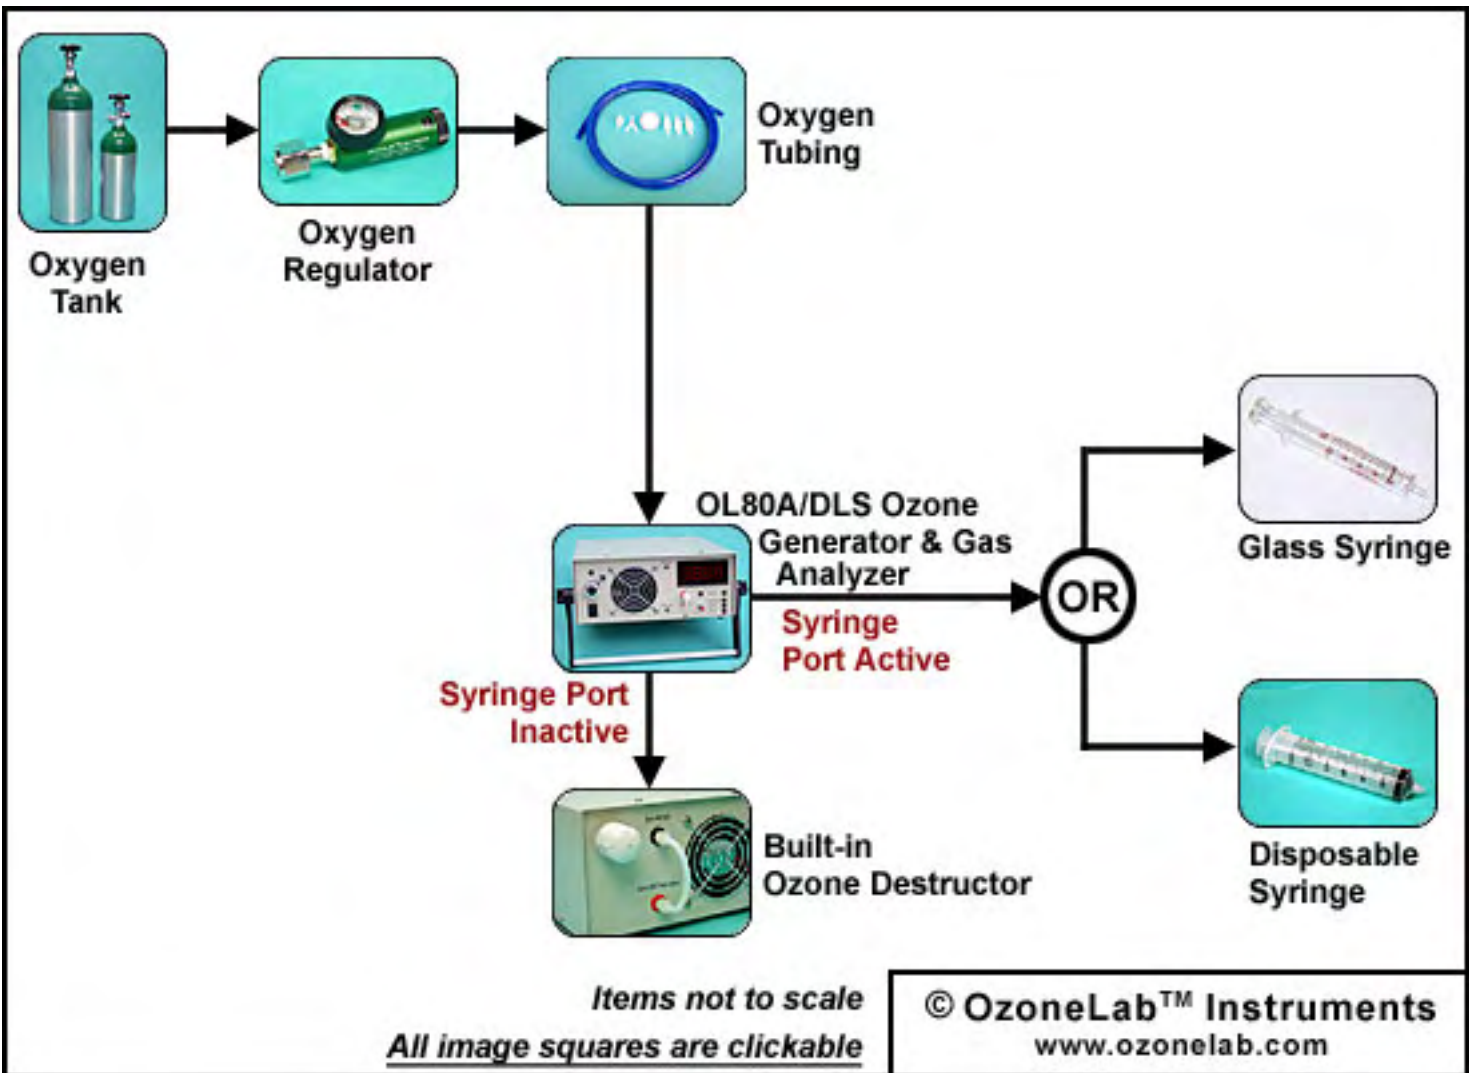 Oxygen
Tank
Oxygen
Regulator
Oxygen
Tubing
OL80A/DLS Ozone
Generator & Gas
Analyzer
Syringe
Port Active
Syringe Port
Inactive
OR
Glass Syringe
Disposable
Syringe
Built-in
Ozone Destructor
Items not to scale
All image squares are clickable
© OzoneLab™ Instruments
www.ozonelab.com